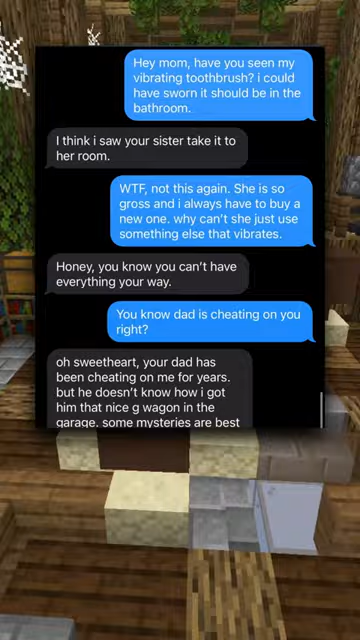 Hey mom, have you seen my
vibrating toothbrush? i could
have sworn it should be in the
bathroom.
I think i saw your sister take it to
her room.
WTF, not this again. She is so
gross and i always have to buy a
new one. why can't she just use
something else that vibrates.
Honey, you know you can't have
everything your way.
You know dad is cheating on you
right?
oh sweetheart, your dad has
been cheating on me for years.
but he doesn't know how i got
him that nice g wagon in the
garage. some mysteries are best